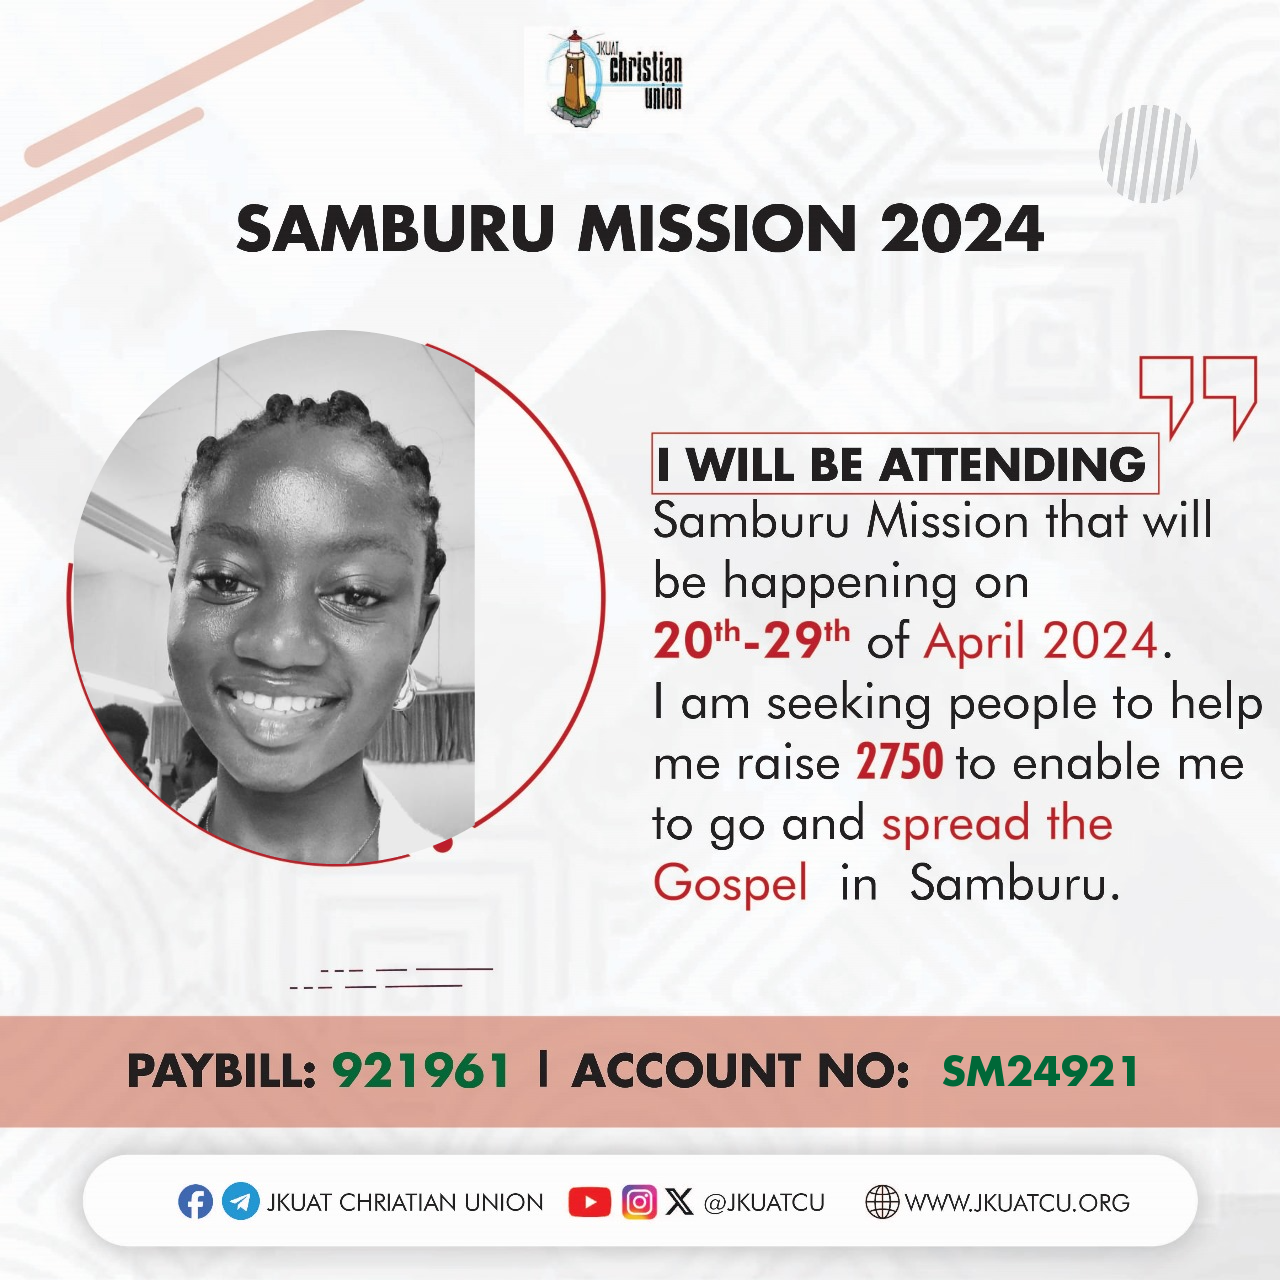 JKUAT
christian
union
SAMBURU MISSION 2024
I WILL BE ATTENDING
Samburu Mission that will
be happening on
20th-29th of April 2024.
I am seeking people to help
me raise 2750 to enable me
to go and spread the
Gospel in Samburu.
PAYBILL: 921961 | ACCOUNT NO: SM24921
JKUAT CHRIATIAN UNION @JKUATCU WWW.JKUATCU.ORG